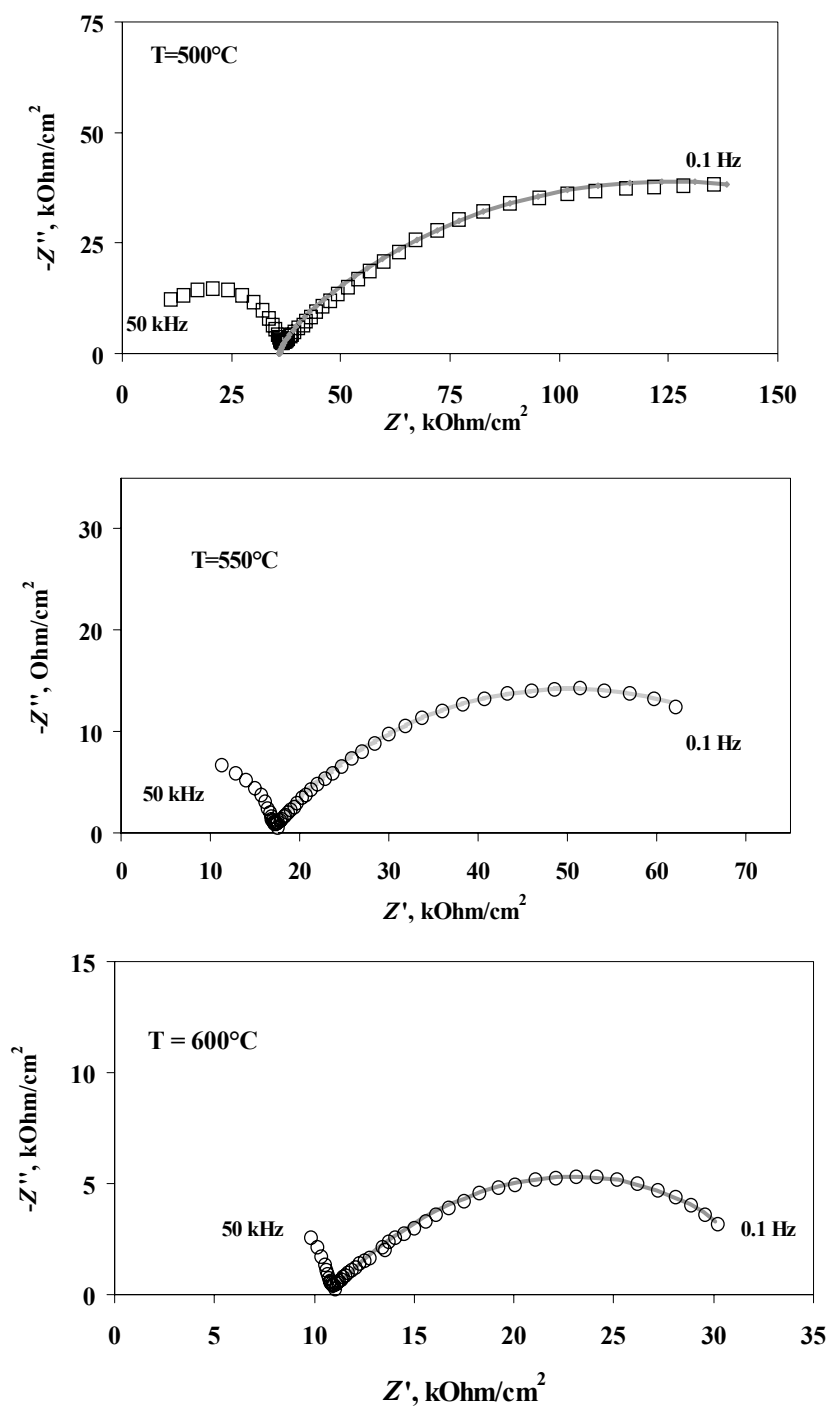 75
T=500°C
50
0.1 Hz
-Z'', kOhm/cm²
25
50 kHz
0
0 25 50 75 100 125 150
Z', kOhm/cm²
30
T=550°C
20
-Z'', Ohm/cm²
10
0.1 Hz
50 kHz
0
0 10 20 30 40 50 60 70
Z', kOhm/cm²
15
T = 600°C
10
-Z'', kOhm/cm²
5
50 kHz
0.1 Hz
0
0 5 10 15 20 25 30 35
Z', kOhm/cm²